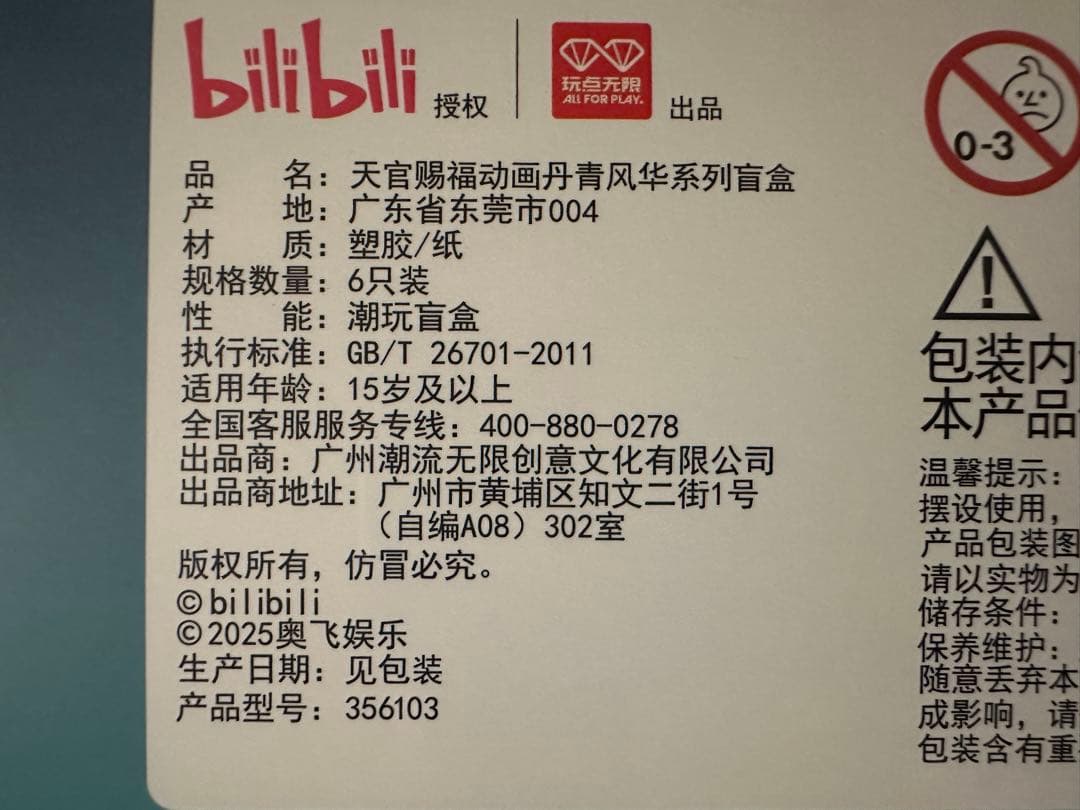 bilibili 授权
玩点无限
ALL FOR PLAY.
出品
品 名：天官赐福动画丹青风华系列盲盒
产 地：广东省东莞市004
材 质：塑胶/纸
规格数量：6只装
性 能：潮玩盲盒
执行标准：GB/T 26701-2011
适用年龄：15岁及以上
全国客服服务专线：400-880-0278
出品商：广州潮流无限创意文化有限公司
出品商地址：广州市黄埔区知文二街1号
（自编A08）302室
版权所有，仿冒必究。
©bilibili
©2025奥飞娱乐
生产日期：见包装
产品型号：356103
0-3
!
包装内
本产品
温馨提示：
摆设使用，
产品包装图
请以实物为
储存条件：
保养维护：
随意丢弃本
成影响，请
包装含有重